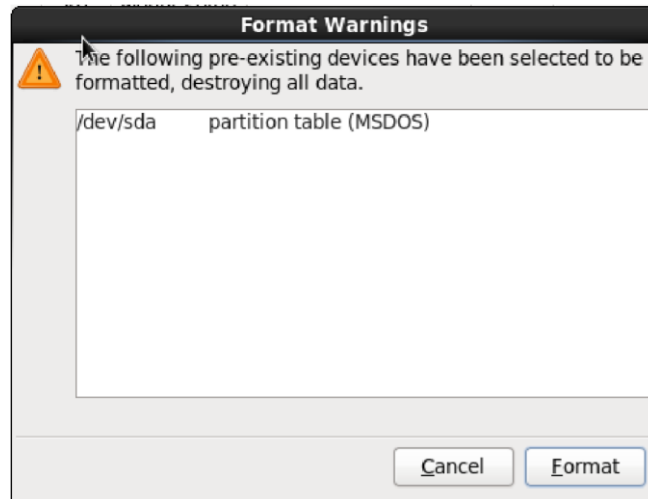 Format Warnings
The following pre-existing devices have been selected to be
formatted, destroying all data.
/dev/sda partition table (MSDOS)
Cancel Format